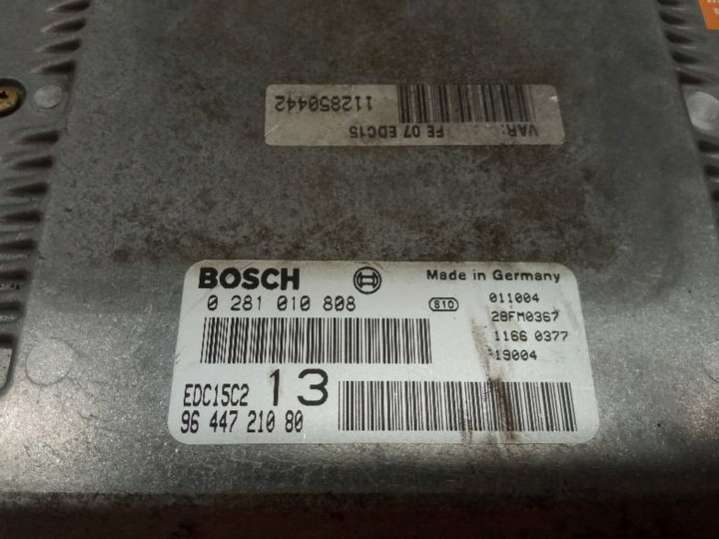 VAR:
FE 07 EDC15
112850442
BOSCH
Made in Germany
0 281 010 808
810
011004
28FM0367
1166 0377
19004
EDC15C2 13
96 447 210 80